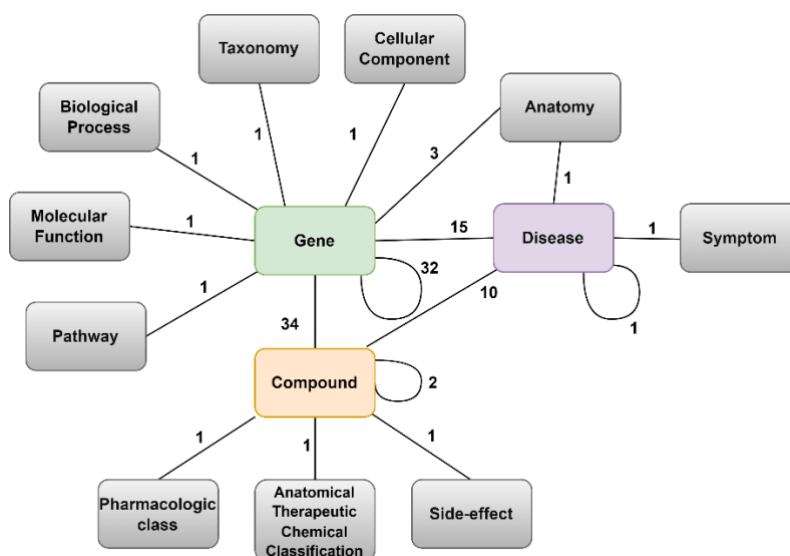 Taxonomy
Cellular
Component
Biological
Process
Anatomy
1
1
3
1
1
Molecular
Function
1
Gene
15
Disease
1
Symptom
32
1
10
Pathway
34
1
Compound
2
1
1
1
Pharmacologic
class
Anatomical
Therapeutic
Chemical
Classification
Side-effect